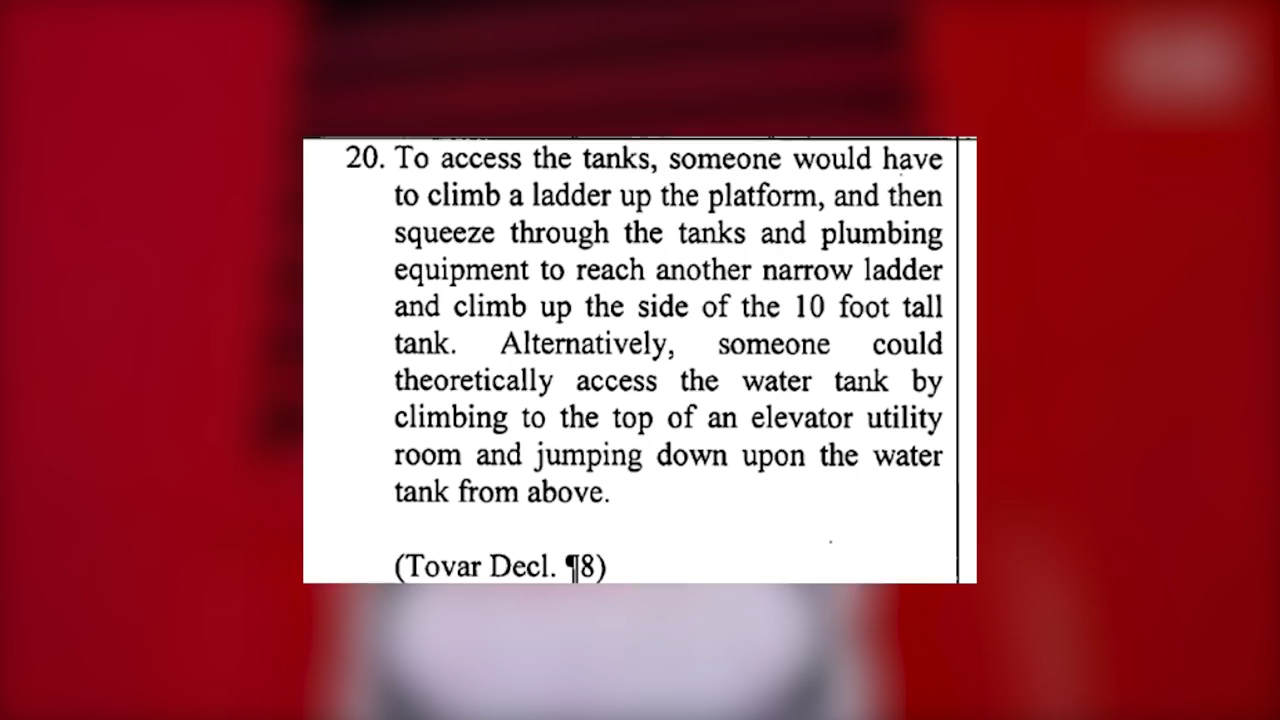 20. To access the tanks, someone would have
to climb a ladder up the platform, and then
squeeze through the tanks and plumbing
equipment to reach another narrow ladder
and climb up the side of the 10 foot tall
tank. Alternatively, someone could
theoretically access the water tank by
climbing to the top of an elevator utility
room and jumping down upon the water
tank from above.
(Tovar Decl. ¶8)